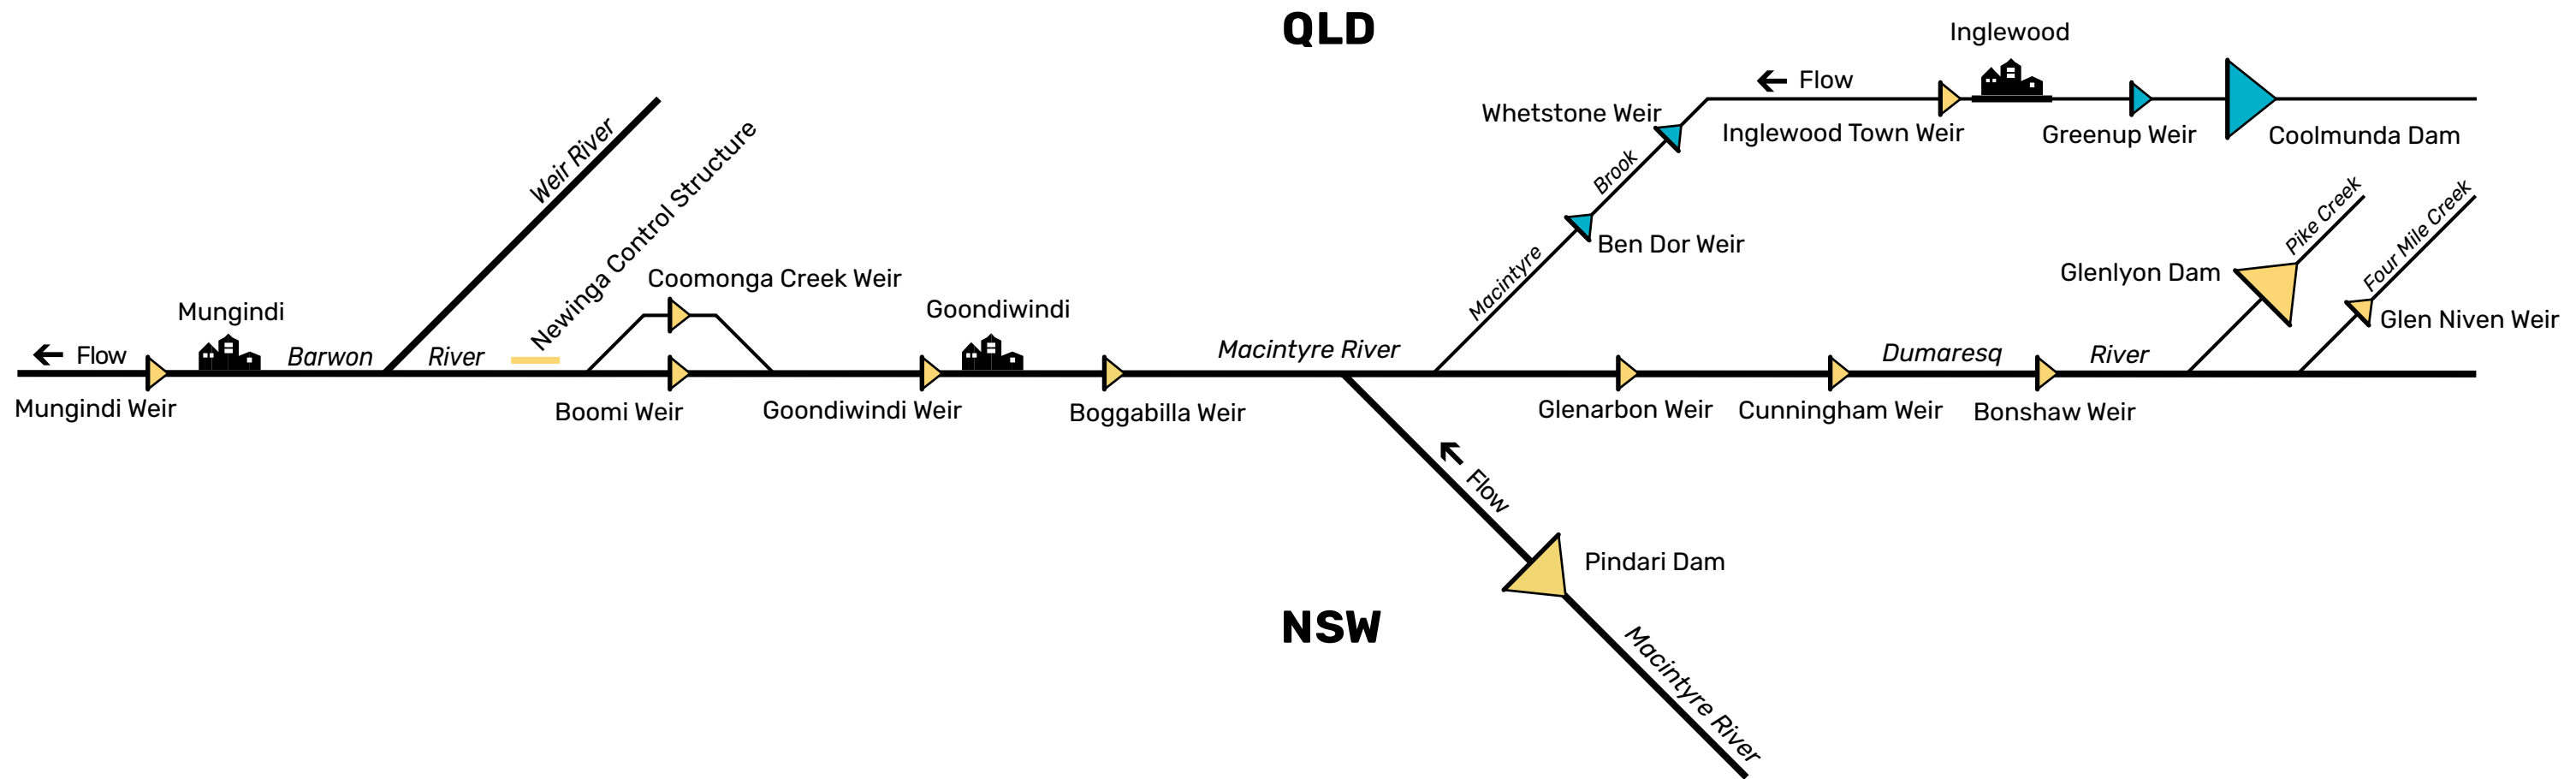 QLD
Inglewood
← Flow
Whetstone Weir
Inglewood Town Weir
Greenup Weir
Coolmunda Dam
Weir River
Newinga Control Structure
Macintyre Brook
Ben Dor Weir
Pike Creek
Four Mile Creek
Glenlyon Dam
Glen Niven Weir
Coomonga Creek Weir
Mungindi
Goondiwindi
← Flow
Barwon River
Macintyre River
Dumaresq River
Mungindi Weir
Boomi Weir
Goondiwindi Weir
Boggabilla Weir
Glenarbon Weir
Cunningham Weir
Bonshaw Weir
← Flow
Pindari Dam
NSW
Macintyre River